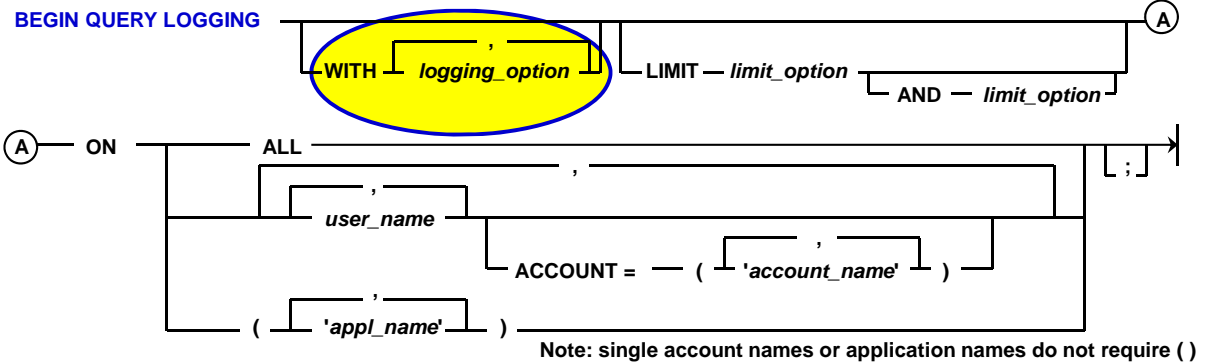 BEGIN QUERY LOGGING
A
,
WITH logging_option
LIMIT limit_option
AND limit_option
A ON ALL
,
;
,
user_name
,
ACCOUNT = ( 'account_name' )
,
( 'appl_name' )
Note: single account names or application names do not require ( )